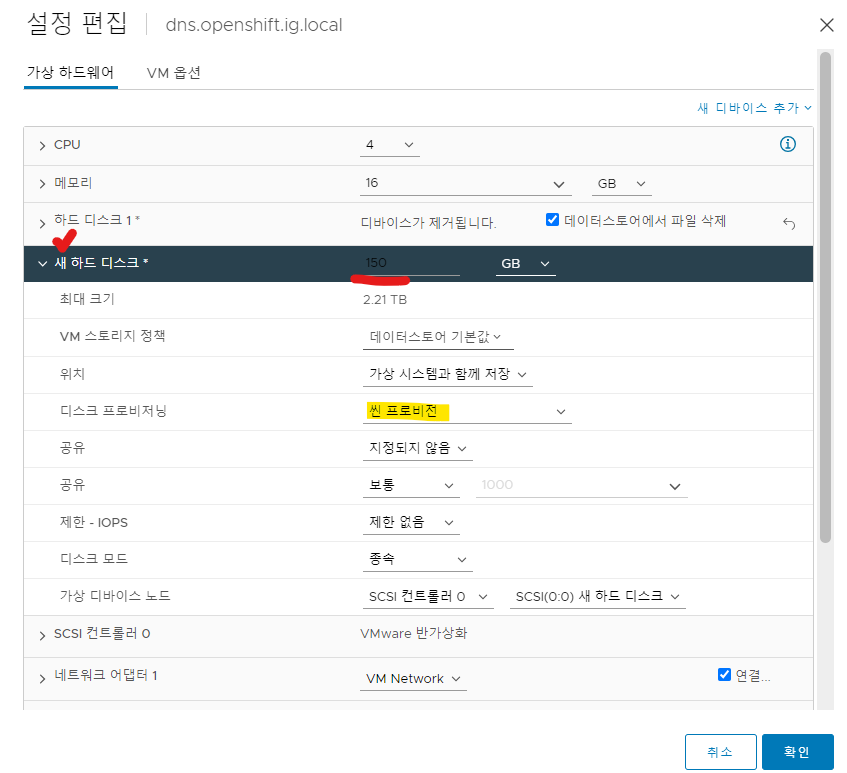 설정 편집 dns.openshift.ig.local
가상 하드웨어 VM 옵션
새 디바이스 추가
CPU 4
메모리 16 GB
하드 디스크 1 * 디바이스가 제거됩니다. 데이터스토어에서 파일 삭제
새 하드 디스크 * 150 GB
최대 크기 2.21 TB
VM 스토리지 정책 데이터스토어 기본값
위치 가상 시스템과 함께 저장
디스크 프로비저닝 씬 프로비전
공유 지정되지 않음
공유 보통 1000
제한 - IOPS 제한 없음
디스크 모드 종속
가상 디바이스 노드 SCSI 컨트롤러 0 SCSI(0:0) 새 하드 디스크
SCSI 컨트롤러 0 VMware 반가상화
네트워크 어댑터 1 VM Network 연결...
취소 확인